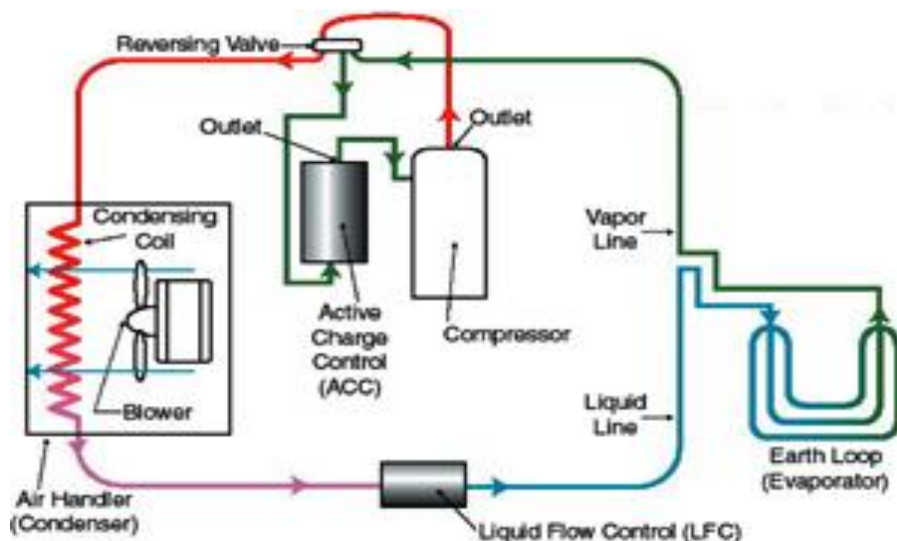 Reversing Valve
Outlet
Outlet
Condensing
Coil
Vapor
Line
Active
Charge
Control
(ACC)
Compressor
Blower
Liquid
Line
Earth Loop
(Evaporator)
Air Handler
(Condenser)
Liquid Flow Control (LFC)